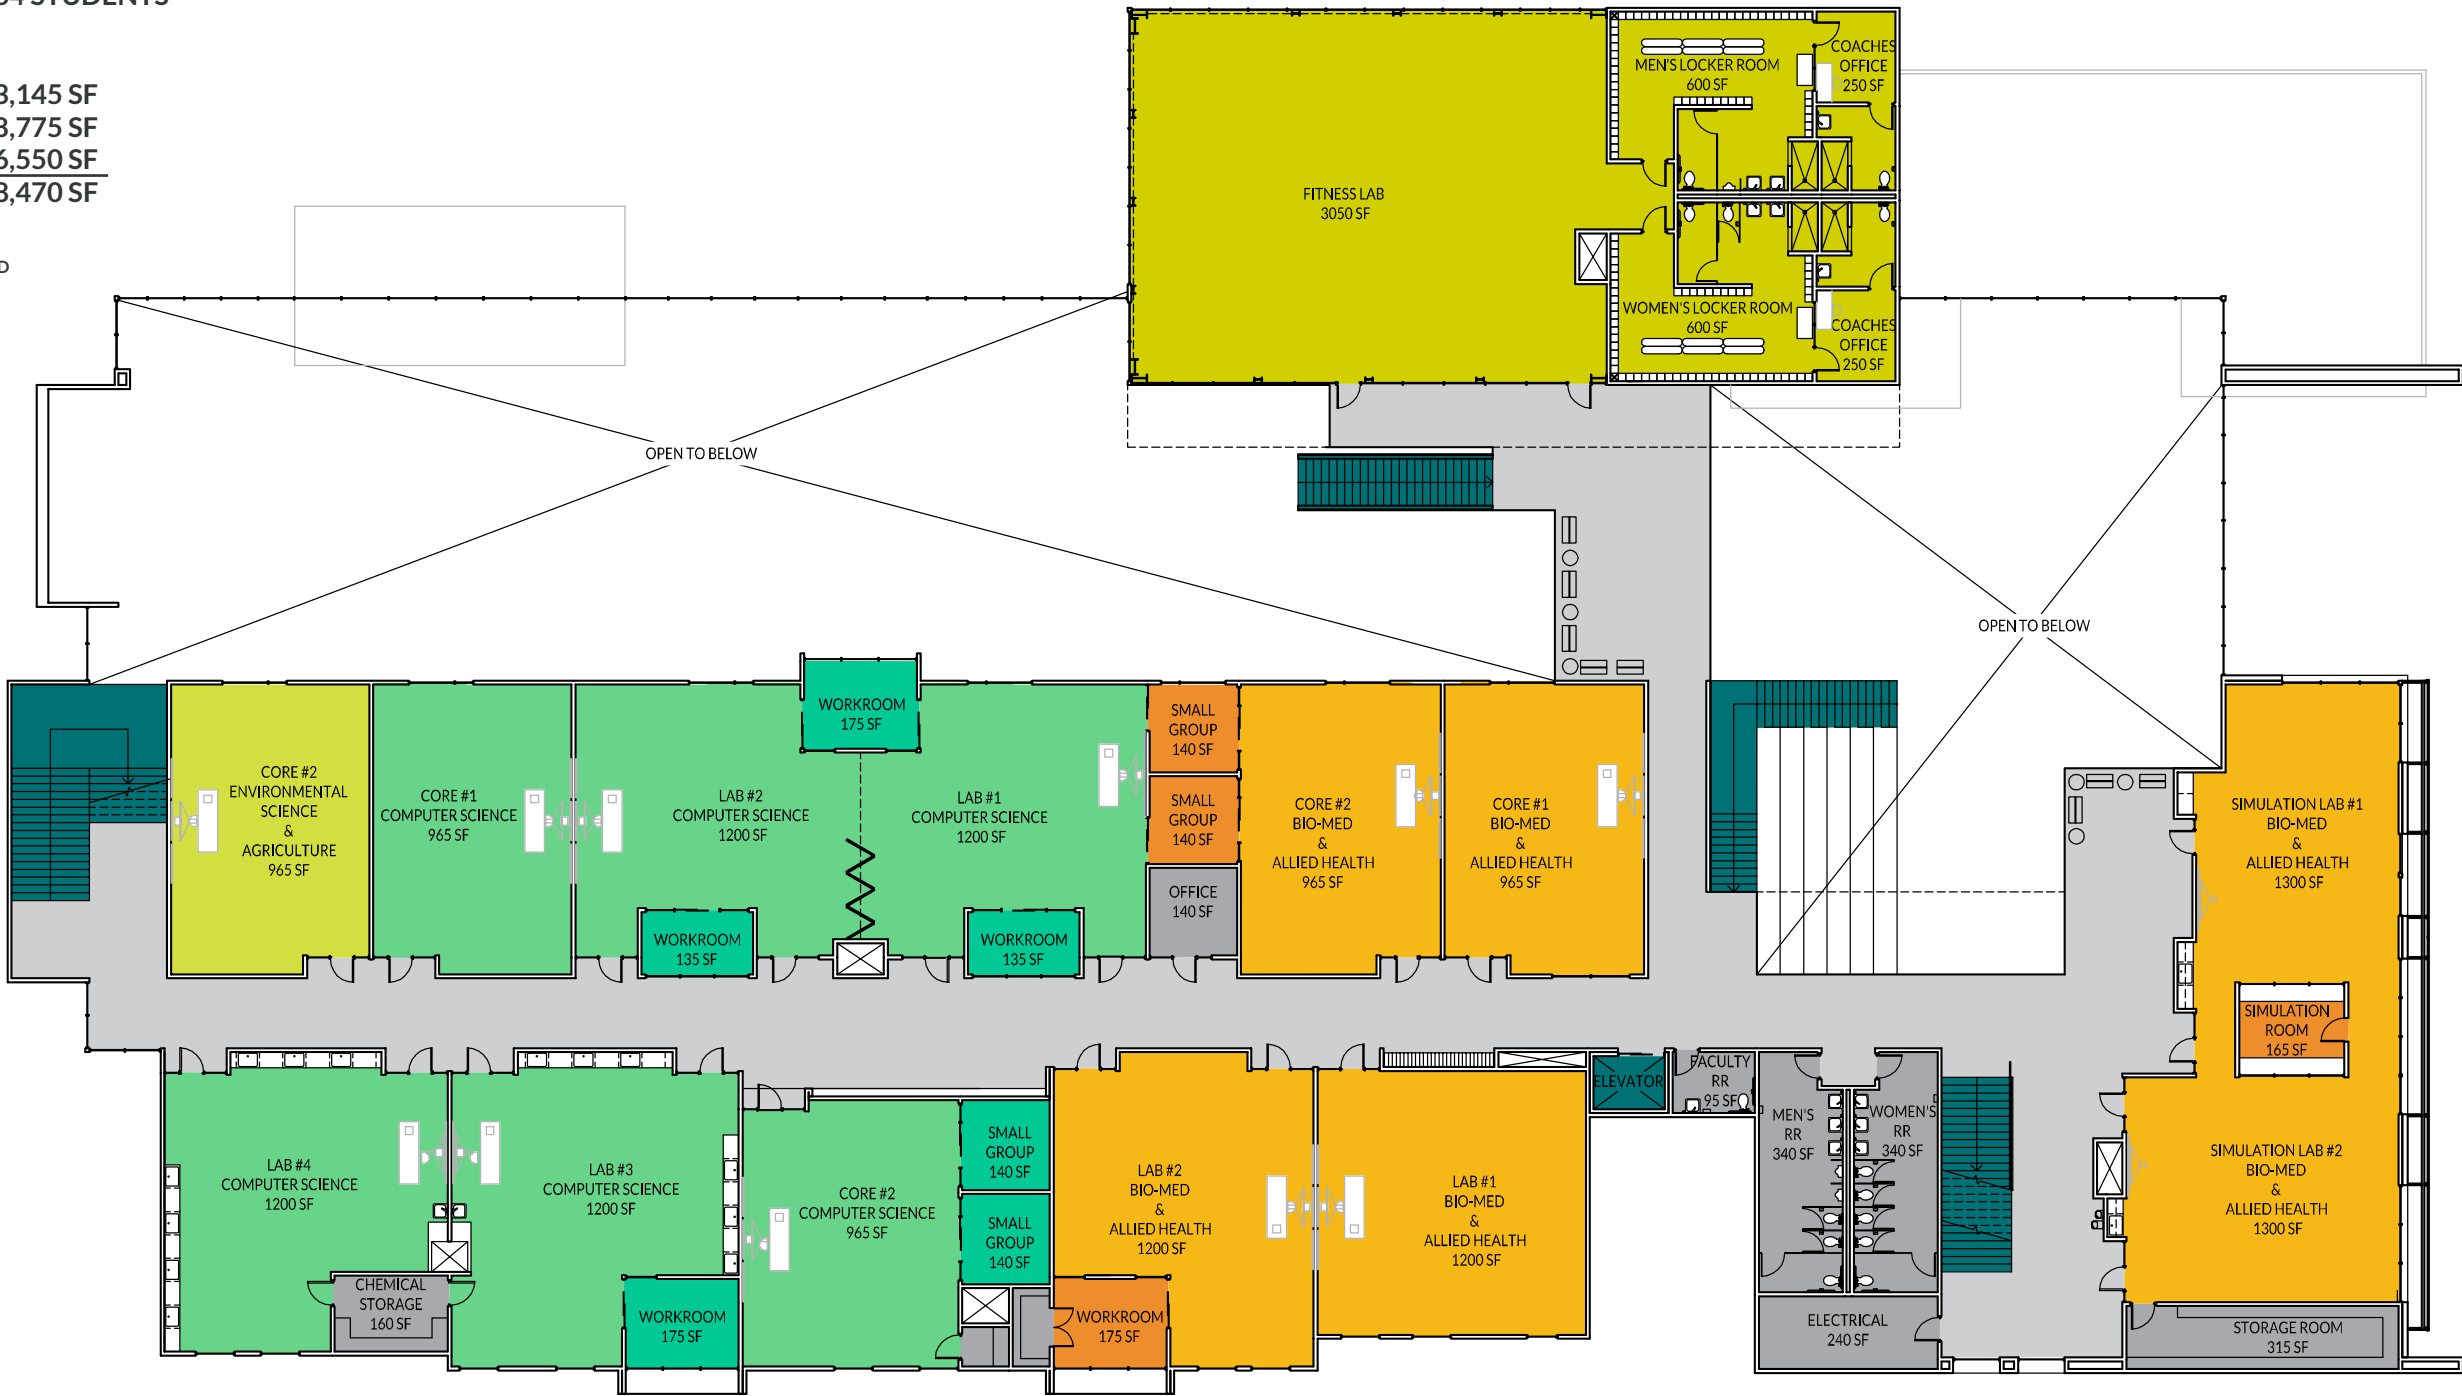 3,145 SF
3,775 SF
6,550 SF
3,470 SF
D
COACHES
OFFICE
250 SF
MEN'S LOCKER ROOM
600 SF
FITNESS LAB
3050 SF
WOMEN'S LOCKER ROOM
600 SF
COACHES
OFFICE
250 SF
OPEN TO BELOW
OPEN TO BELOW
WORKROOM
175 SF
SMALL
GROUP
140 SF
SMALL
GROUP
140 SF
CORE #2
ENVIRONMENTAL
SCIENCE
&
AGRICULTURE
965 SF
CORE #1
COMPUTER SCIENCE
965 SF
LAB #2
COMPUTER SCIENCE
1200 SF
LAB #1
COMPUTER SCIENCE
1200 SF
CORE #2
BIO-MED
&
ALLIED HEALTH
965 SF
CORE #1
BIO-MED
&
ALLIED HEALTH
965 SF
SIMULATION LAB #1
BIO-MED
&
ALLIED HEALTH
1300 SF
OFFICE
140 SF
WORKROOM
135 SF
WORKROOM
135 SF
SIMULATION
ROOM
165 SF
ELEVATOR
FACULTY
RR
95 SF
MEN'S
RR
340 SF
WOMEN'S
RR
340 SF
LAB #4
COMPUTER SCIENCE
1200 SF
LAB #3
COMPUTER SCIENCE
1200 SF
CORE #2
COMPUTER SCIENCE
965 SF
SMALL
GROUP
140 SF
SMALL
GROUP
140 SF
LAB #2
BIO-MED
&
ALLIED HEALTH
1200 SF
LAB #1
BIO-MED
&
ALLIED HEALTH
1200 SF
SIMULATION LAB #2
BIO-MED
&
ALLIED HEALTH
1300 SF
CHEMICAL
STORAGE
160 SF
WORKROOM
175 SF
WORKROOM
175 SF
ELECTRICAL
240 SF
STORAGE ROOM
315 SF